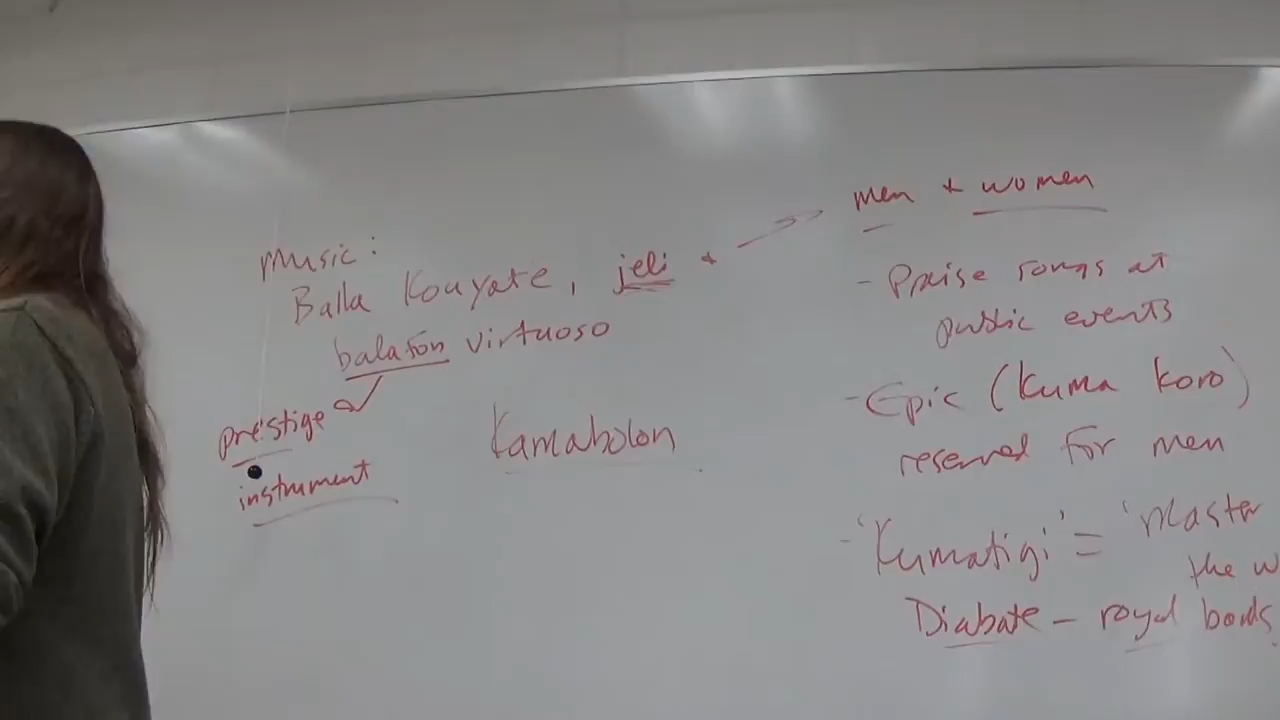 Music:
Balla Kouyate, jeli +
balafon virtuoso
prestige
instrument
Kamabolon
men + women
- Praise songs at
public events
- Epic (Kuma Koro)
reserved for men
- 'Kumatigi' = 'Master
the
Diabate - royal bards